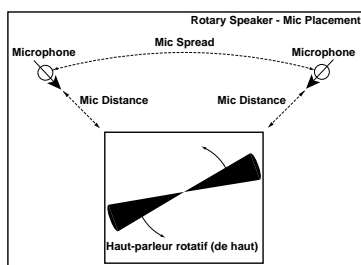 Rotary Speaker - Mic Placement
Mic Spread
Microphone
Microphone
Mic Distance
Mic Distance
Haut-parleur rotatif (de haut)